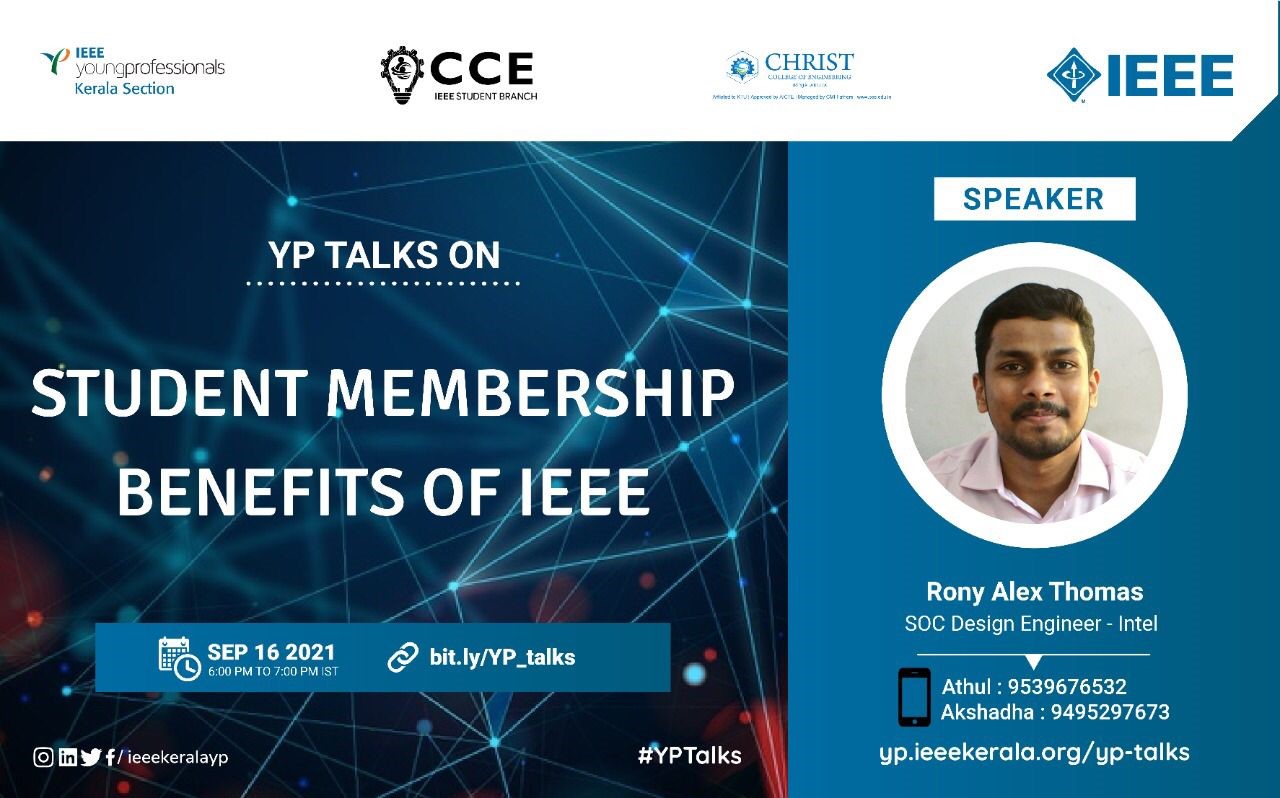 IEEE
youngprofessionals
Kerala Section
CCE
IEEE STUDENT BRANCH
CHRIST
COLLEGE OF ENGINEERING
IEEE
YP TALKS ON
STUDENT MEMBERSHIP
BENEFITS OF IEEE
SEP 16 2021
6:00 PM TO 7:00 PM IST
bit.ly/YP_talks
/ieeekeralayp
#YPTalks
SPEAKER
Rony Alex Thomas
SOC Design Engineer - Intel
Athul : 9539676532
Akshadha : 9495297673
yp.ieeekerala.org/yp-talks